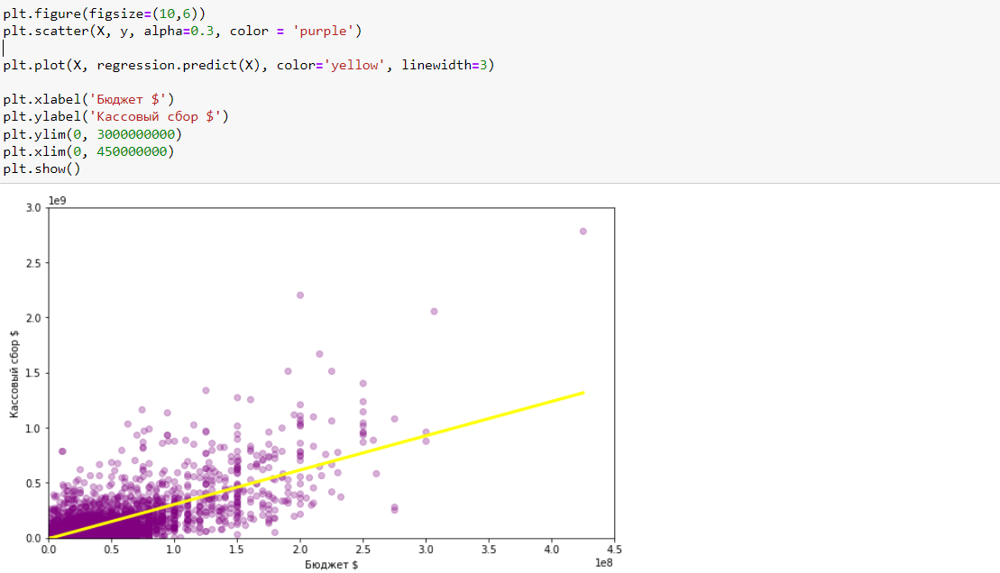 plt.figure(figsize=(10,6))
plt.scatter(X, y, alpha=0.3, color = 'purple')
plt.plot(X, regression.predict(X), color='yellow', linewidth=3)
plt.xlabel('Бюджет $')
plt.ylabel('Кассовый сбор $')
plt.ylim(0, 3000000000)
plt.xlim(0, 450000000)
plt.show()
1e9
3.0
2.5
2.0
1.5
1.0
0.5
0.0
Кассовый сбор $
0.0 0.5 1.0 1.5 2.0 2.5 3.0 3.5 4.0 4.5
1e8
Бюджет $